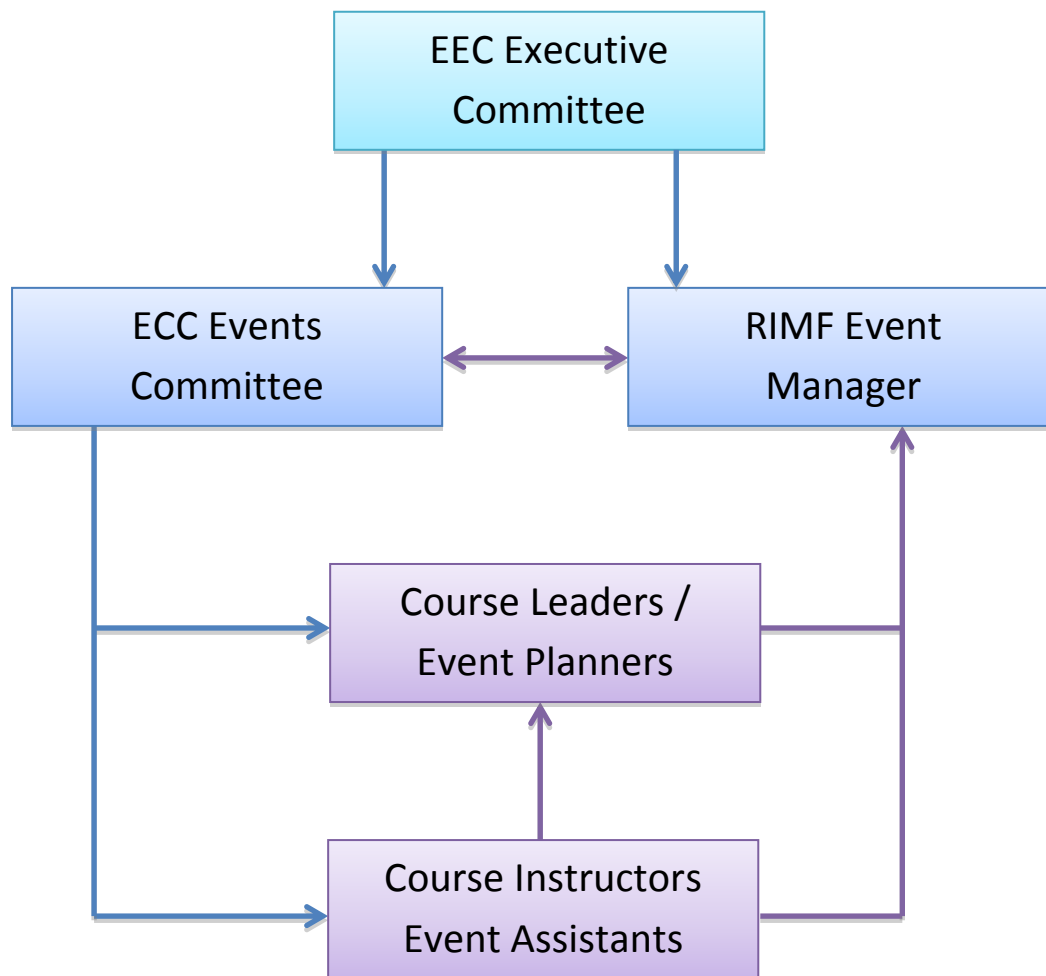 EEC Executive
Committee
ECC Events
Committee
RIMF Event
Manager
Course Leaders /
Event Planners
Course Instructors
Event Assistants